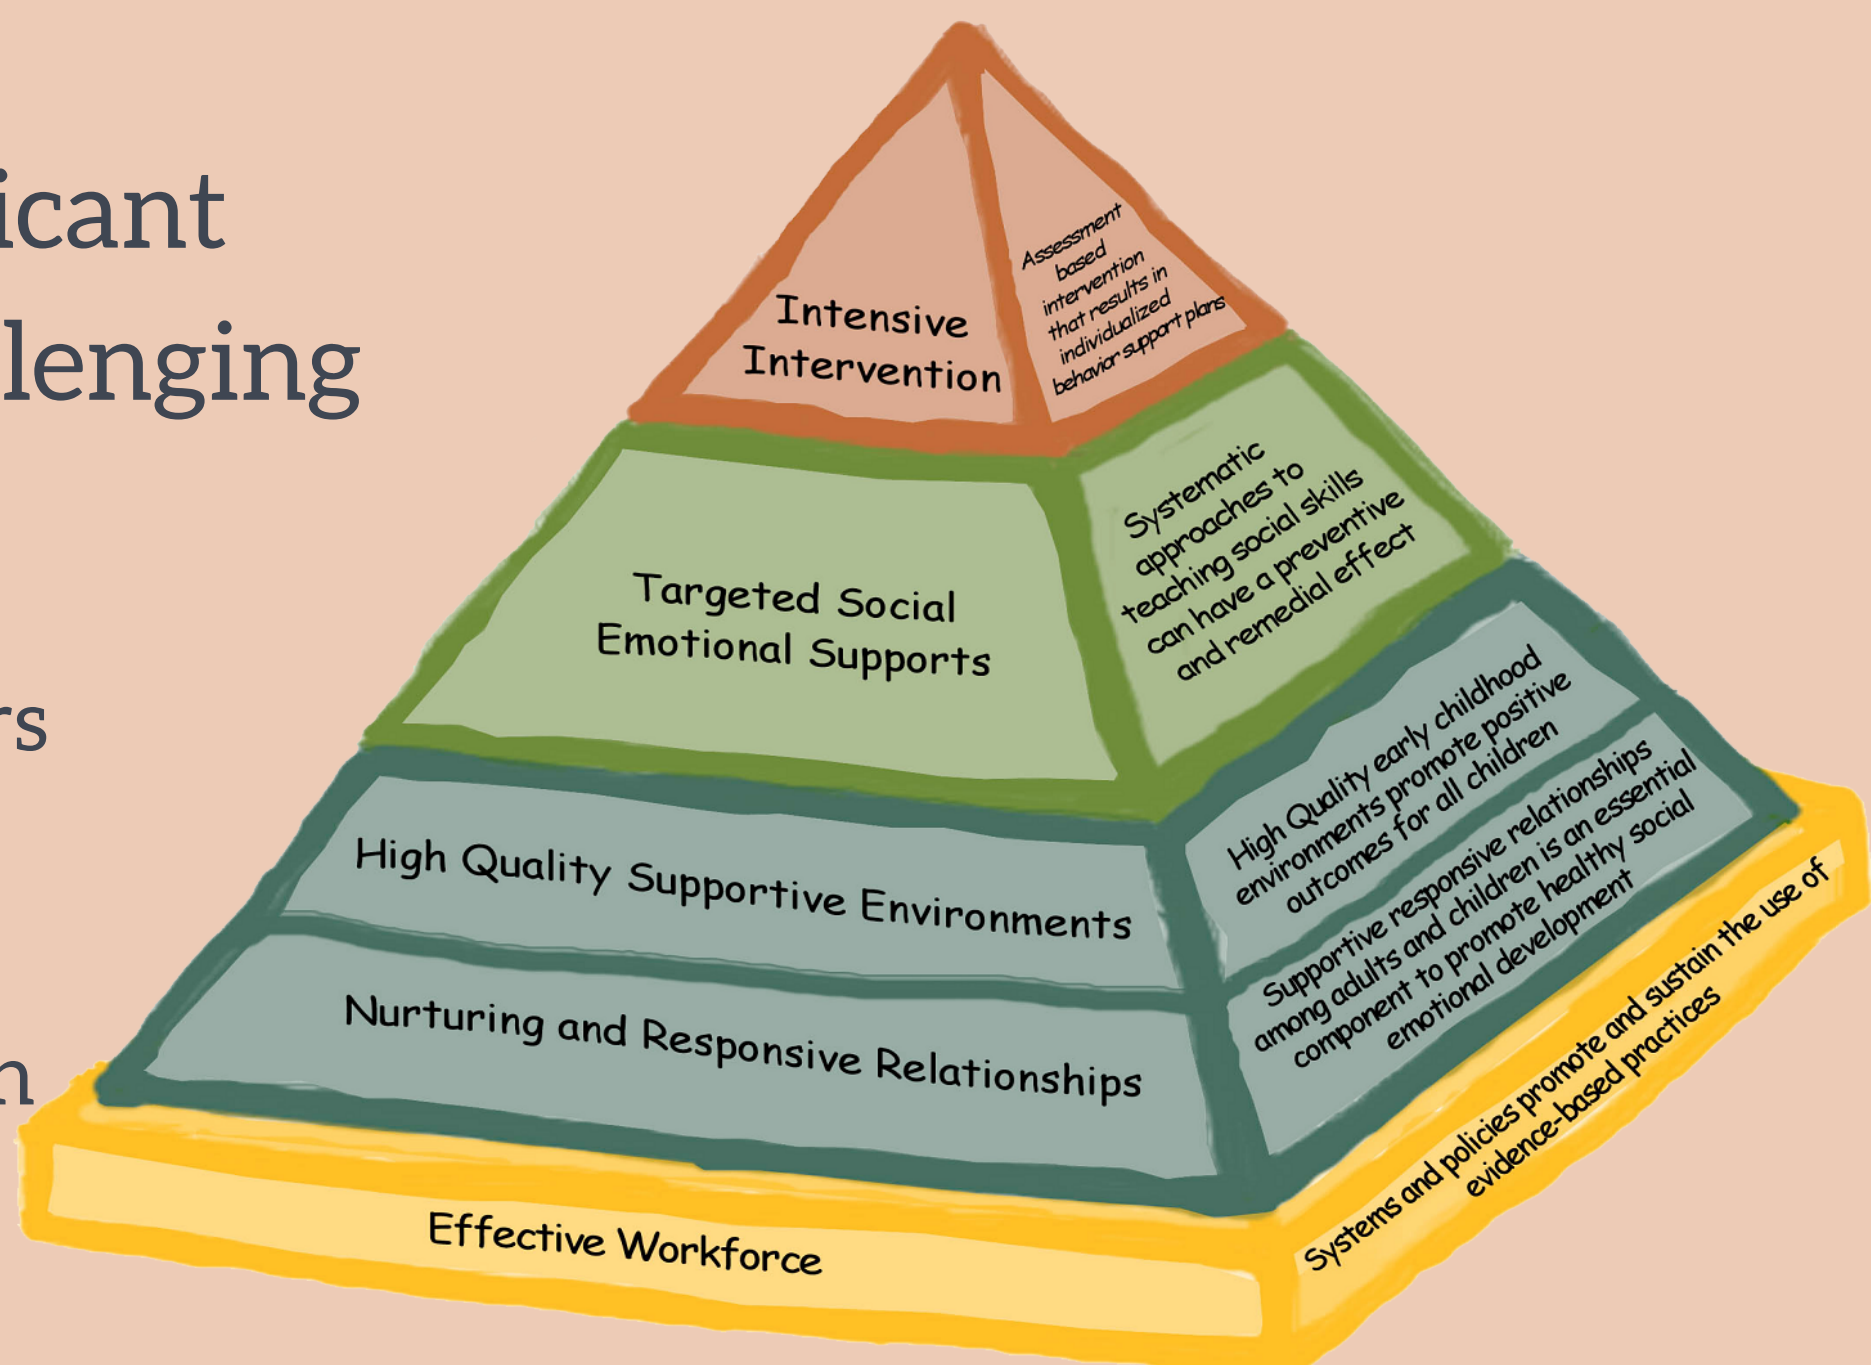 icant
lenging
rs
n
Intensive
Intervention
Assessment
based
intervention
that results in
individualized
behavior support plans
Targeted Social
Emotional Supports
Systematic
approaches to
teaching social skills
can have a preventive
and remedial effect
High Quality Supportive Environments
High Quality early childhood
environments promote positive
outcomes for all children
Nurturing and Responsive Relationships
Supportive responsive relationships
among adults and children is an essential
component to promote healthy social
emotional development
Effective Workforce
Systems and policies promote and sustain the use of
evidence-based practices